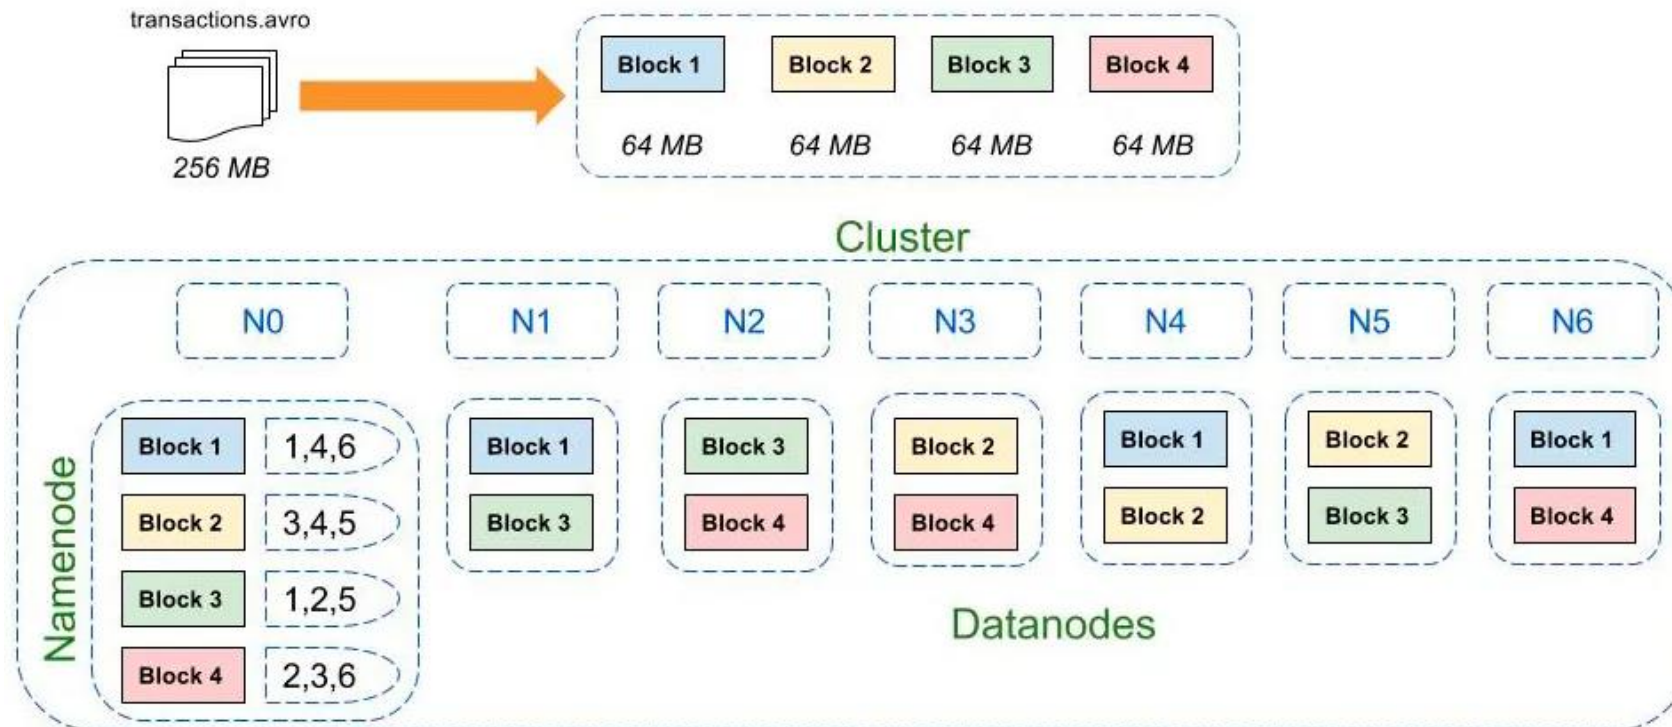 transactions.avro
256 MB
Block 1 Block 2 Block 3 Block 4
64 MB 64 MB 64 MB 64 MB
Cluster
N0 N1 N2 N3 N4 N5 N6
Namenode
Block 1 1,4,6
Block 2 3,4,5
Block 3 1,2,5
Block 4 2,3,6
Block 1 Block 3 Block 2 Block 1 Block 2 Block 1
Block 3 Block 4 Block 4 Block 2 Block 3 Block 4
Datanodes